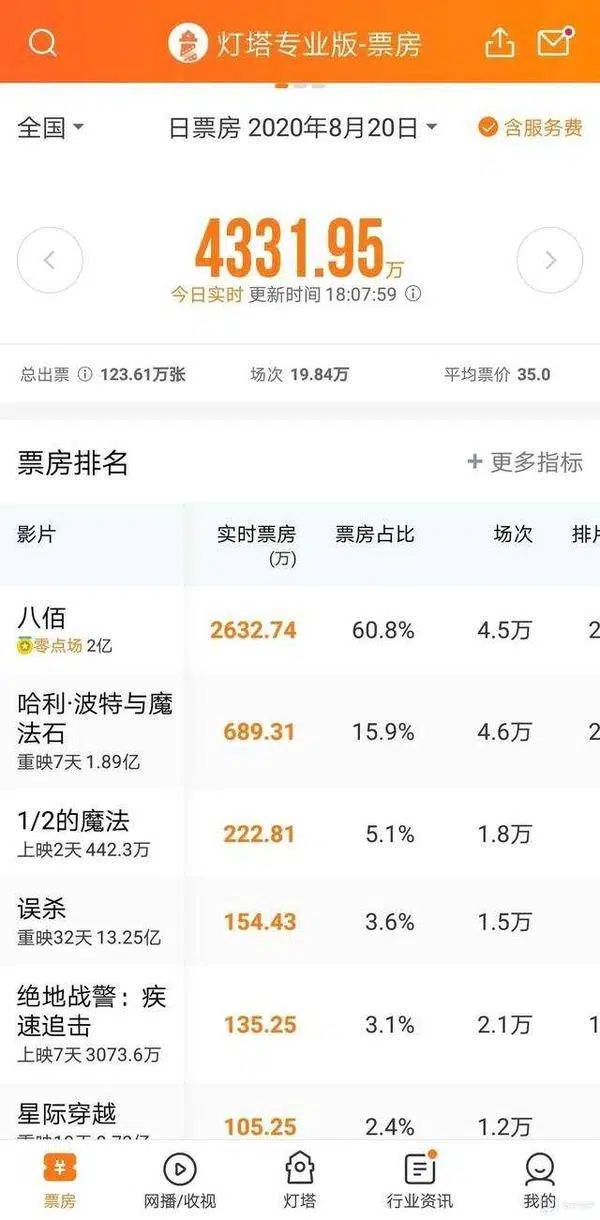 灯塔专业版-票房
全国
日票房 2020年8月20日
含服务费
4331.95万
今日实时 更新时间 18:07:59
总出票 123.61万张 场次 19.84万 平均票价 35.0
票房排名
+ 更多指标
影片 实时票房 票房占比 场次 排片
(万)
八佰
2632.74 60.8% 4.5万 2
零点场 2亿
哈利·波特与魔
法石
689.31 15.9% 4.6万 2
重映7天 1.89亿
1/2的魔法
222.81 5.1% 1.8万
上映2天 442.3万
误杀
154.43 3.6% 1.5万
重映32天 13.25亿
绝地战警：疾
速追击
135.25 3.1% 2.1万 1
上映7天 3073.6万
星际穿越
105.25 2.4% 1.2万
¥
票房 网播/收视 灯塔 行业资讯 我的